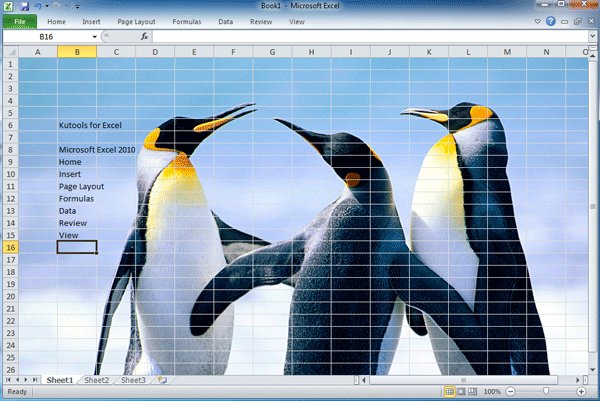 Book1 - Microsoft Excel
File Home Insert Page Layout Formulas Data Review View
B16 fx
A B C D E F G H I J K L M N O
1
2
3
4
5
6 Kutools for Excel
7
8 Microsoft Excel 2010
9 Home
10 Insert
11 Page Layout
12 Formulas
13 Data
14 Review
15 View
16
17
18
19
20
21
22
23
24
25
26
Sheet1 Sheet2 Sheet3
Ready 100%